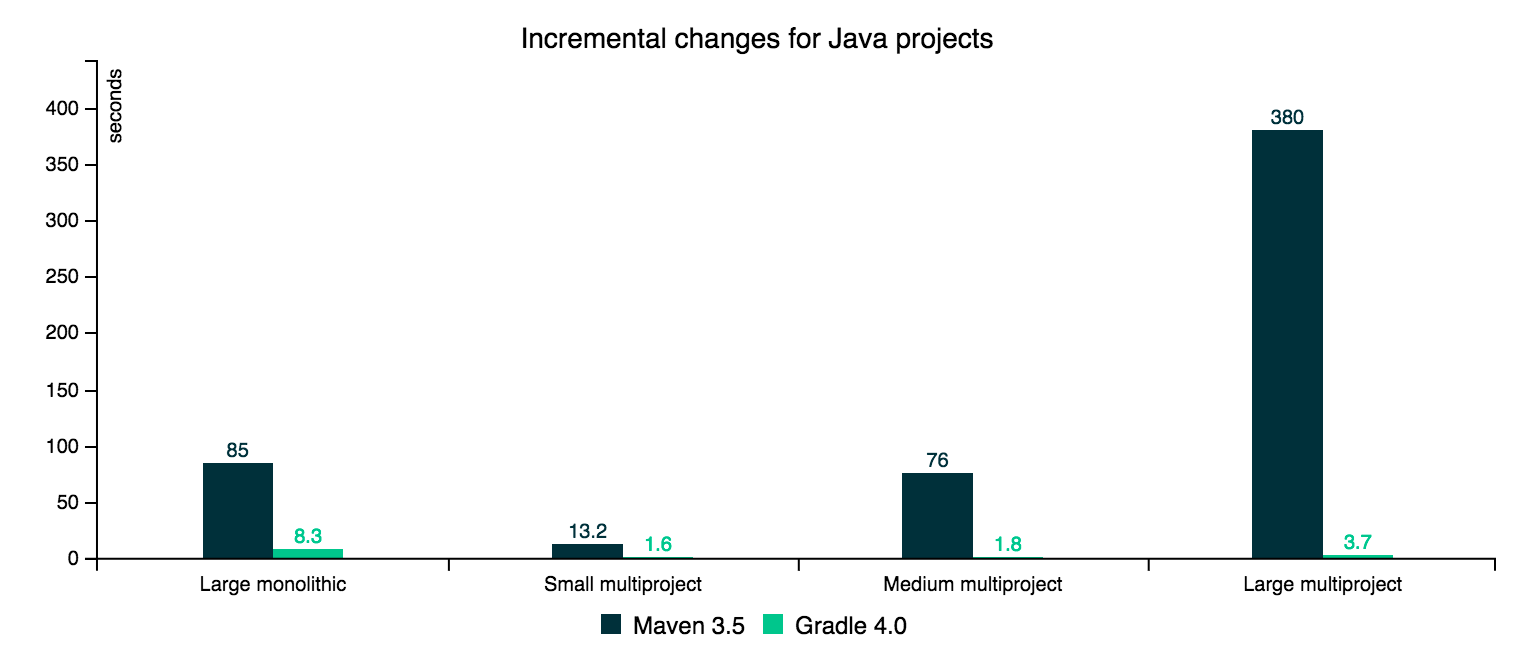 Incremental changes for Java projects
seconds
400
350
300
250
200
150
100
50
0
85
8.3
13.2
1.6
76
1.8
380
3.7
Large monolithic
Small multiproject
Medium multiproject
Large multiproject
Maven 3.5
Gradle 4.0